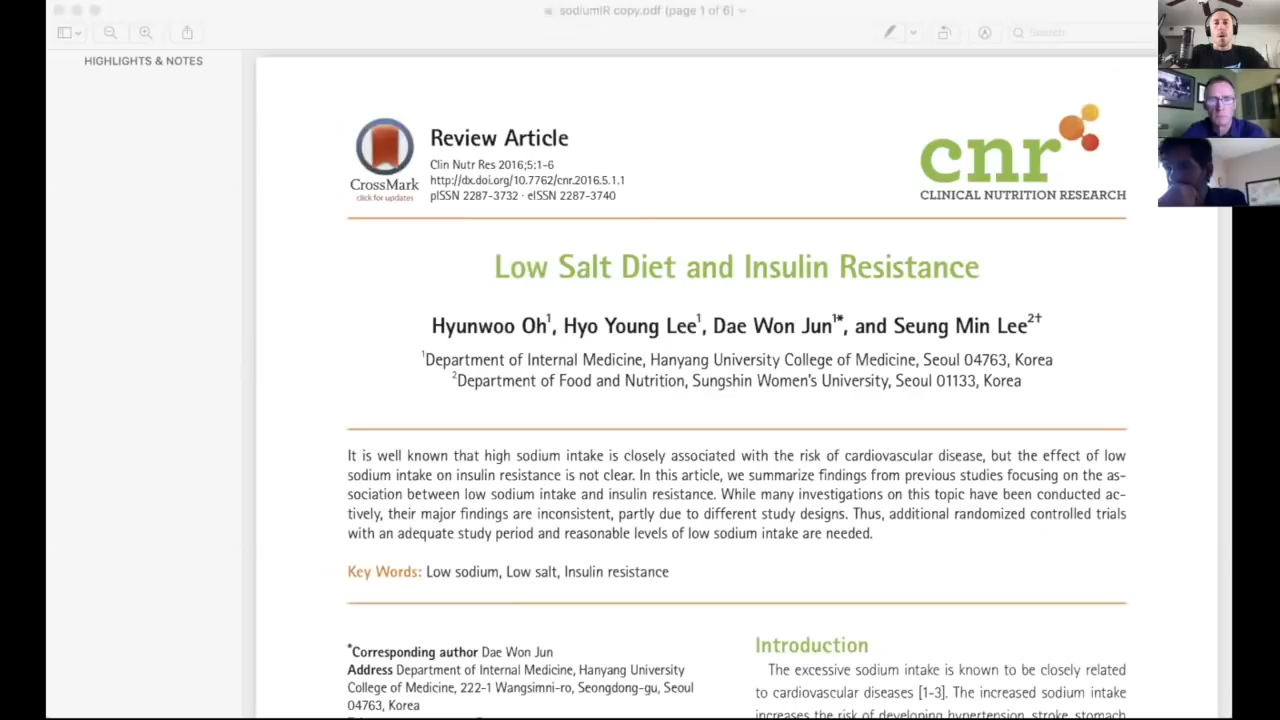 sodiumIR copy.pdf (page 1 of 6)
Search
HIGHLIGHTS & NOTES
CrossMark
click for updates
Review Article
Clin Nutr Res 2016;5:1-6
http://dx.doi.org/10.7762/cnr.2016.5.1.1
pISSN 2287-3732 · eISSN 2287-3740
cnr
CLINICAL NUTRITION RESEARCH
Low Salt Diet and Insulin Resistance
Hyunwoo Oh1, Hyo Young Lee1, Dae Won Jun1*, and Seung Min Lee2†
1Department of Internal Medicine, Hanyang University College of Medicine, Seoul 04763, Korea
2Department of Food and Nutrition, Sungshin Women's University, Seoul 01133, Korea
It is well known that high sodium intake is closely associated with the risk of cardiovascular disease, but the effect of low
sodium intake on insulin resistance is not clear. In this article, we summarize findings from previous studies focusing on the as-
sociation between low sodium intake and insulin resistance. While many investigations on this topic have been conducted ac-
tively, their major findings are inconsistent, partly due to different study designs. Thus, additional randomized controlled trials
with an adequate study period and reasonable levels of low sodium intake are needed.
Key Words: Low sodium, Low salt, Insulin resistance
*Corresponding author Dae Won Jun
Address Department of Internal Medicine, Hanyang University
College of Medicine, 222-1 Wangsimni-ro, Seongdong-gu, Seoul
04763, Korea
Introduction
The excessive sodium intake is known to be closely related
to cardiovascular diseases [1-3]. The increased sodium intake
increases the risk of developing hypertension, stroke, stomach